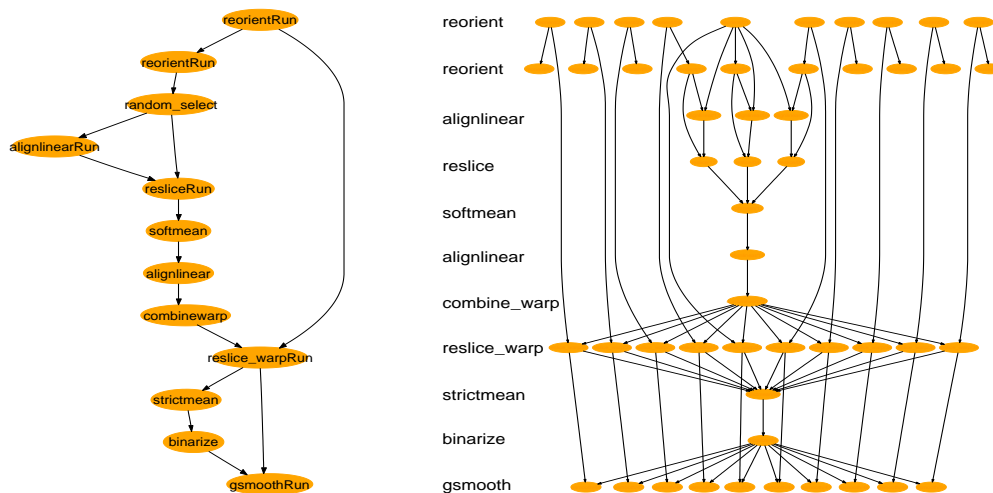 reorientRun
reorientRun
random_select
alignlinearRun
resliceRun
softmean
alignlinear
combinewarp
reslice_warpRun
strictmean
binarize
gsmoothRun
reorient
reorient
alignlinear
reslice
softmean
alignlinear
combine_warp
reslice_warp
strictmean
binarize
gsmooth